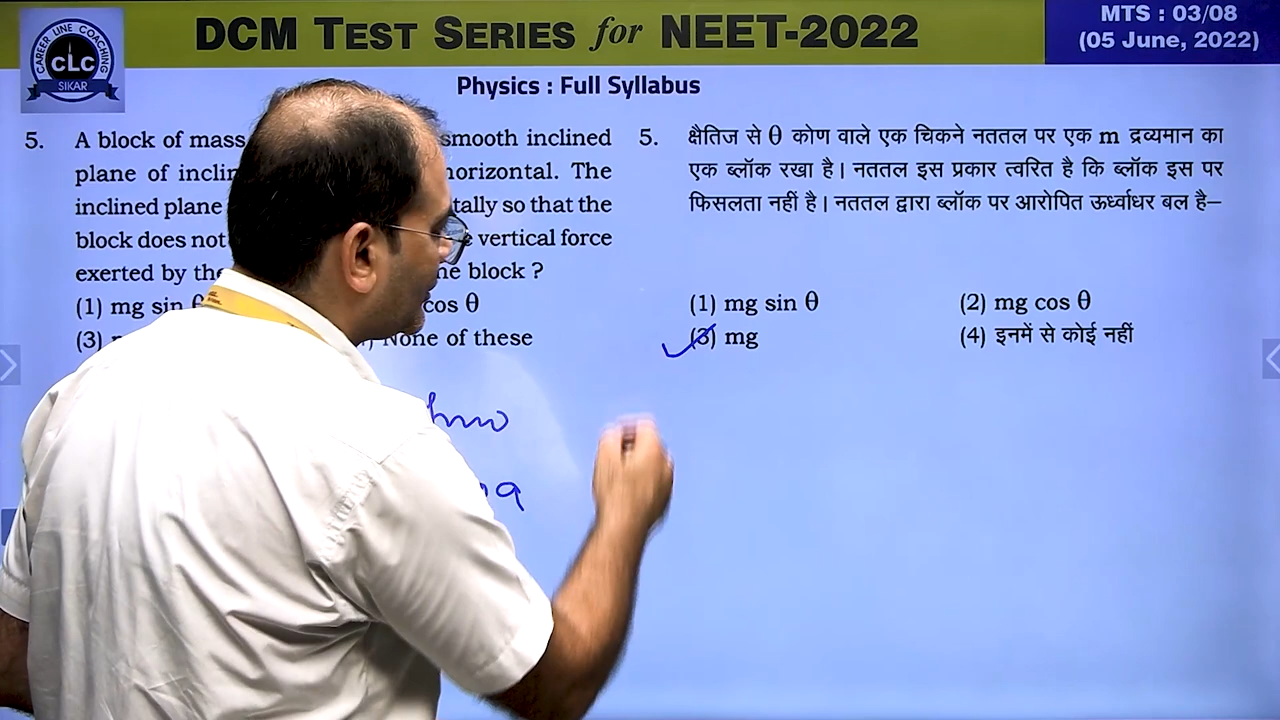 CAREER LINE COACHING
CLC
SIKAR
DCM TEST SERIES for NEET-2022
MTS : 03/08
(05 June, 2022)
Physics : Full Syllabus
5. A block of mass smooth inclined
plane of horizontal. The
inclined plane so that the
block does not vertical force
exerted by the block ?
(1) mg sin cos θ
(3) None of these
5. क्षैतिज से θ कोण वाले एक चिकने नततल पर एक m द्रव्यमान का
एक ब्लॉक रखा है। नततल इस प्रकार त्वरित है कि ब्लॉक इस पर
फिसलता नहीं है। नततल द्वारा ब्लॉक पर आरोपित ऊर्ध्वाधर बल है–
(1) mg sin θ (2) mg cos θ
(3) mg (4) इनमें से कोई नहीं